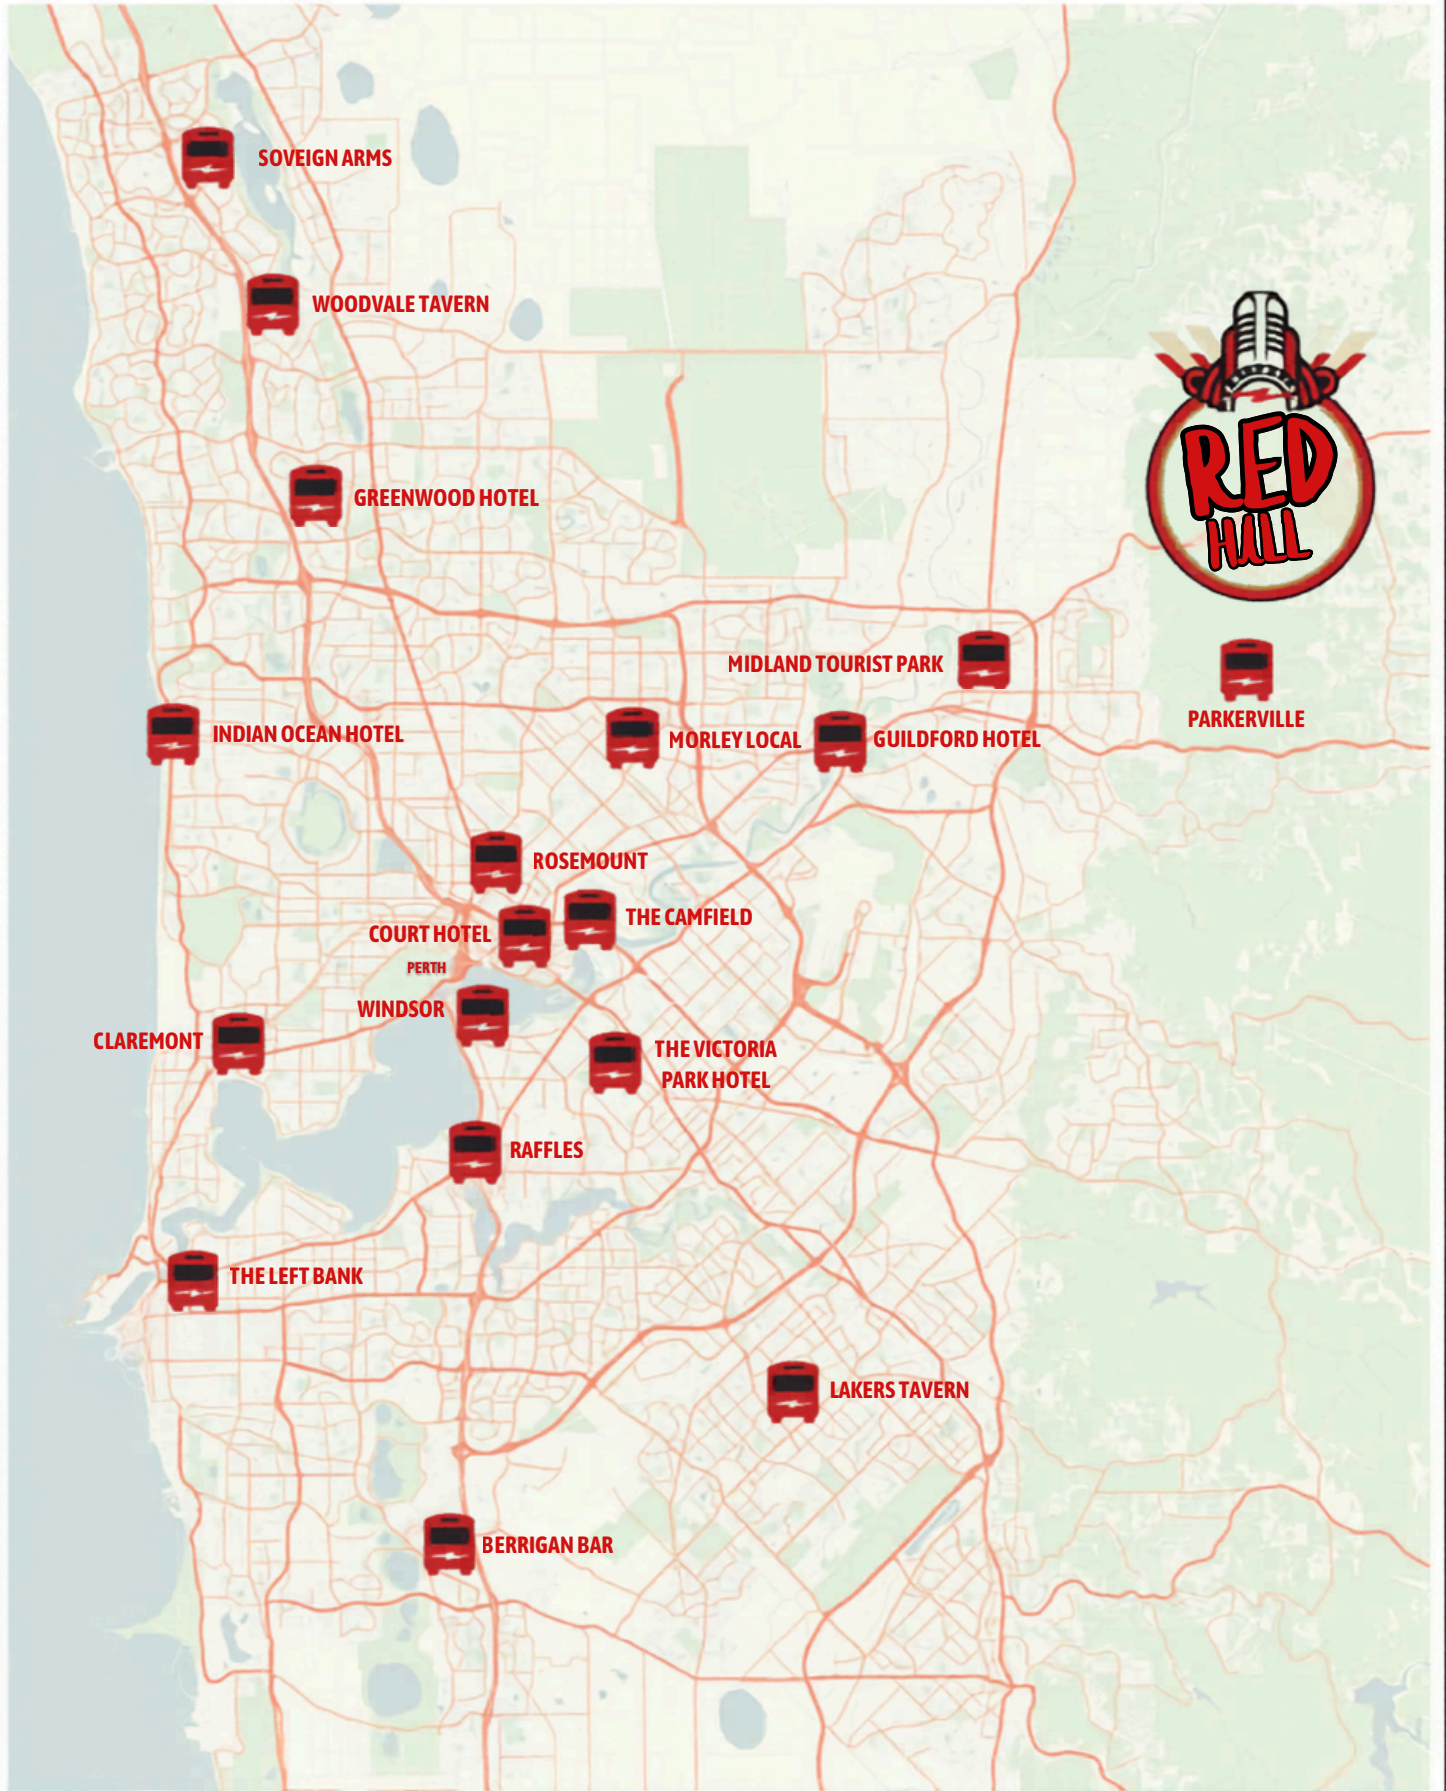 SOVEIGN ARMS
WOODVALE TAVERN
RED
HILL
GREENWOOD HOTEL
MIDLAND TOURIST PARK
PARKERVILLE
INDIAN OCEAN HOTEL
MORLEY LOCAL
GUILDFORD HOTEL
ROSEMOUNT
THE CAMFIELD
COURT HOTEL
PERTH
WINDSOR
CLAREMONT
THE VICTORIA
PARK HOTEL
RAFFLES
THE LEFT BANK
LAKERS TAVERN
BERRIGAN BAR